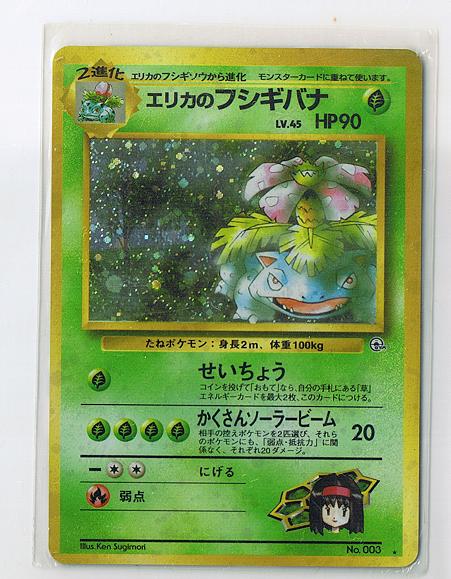 2進化
エリカのフシギソウから進化 モンスターカードに重ねて使います。
エリカのフシギバナ
LV.45 HP90
たねポケモン：身長2m、体重100kg
せいちょう
コインを投げて「おもて」なら、自分の手札にある「草」
エネルギーカードを最大2枚、このカードにつける。
かくさんソーラービーム 20
相手の控えポケモンを2匹選び、それら
のポケモンにも、「弱点・抵抗力」に関
係なく、それぞれ20ダメージ。
にげる
弱点
Illus. Ken Sugimori No. 003